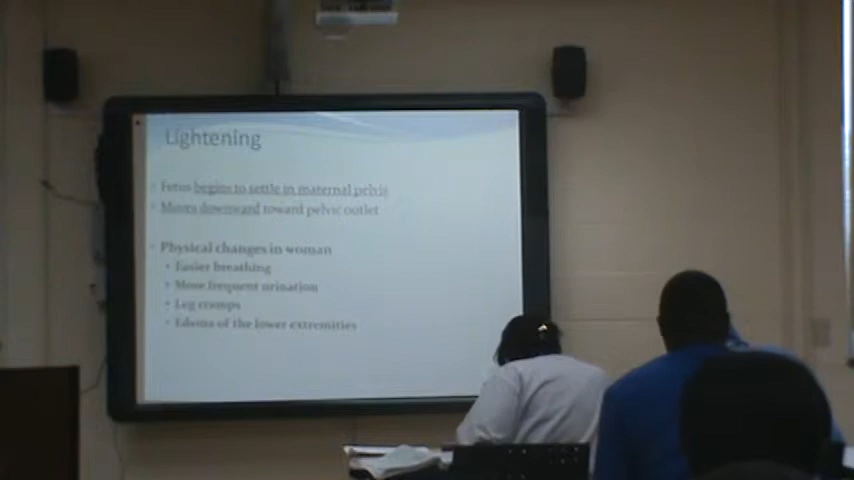 Lightening
Fetus begins to settle in maternal pelvis
Moves downward toward pelvic outlet
Physical changes in woman
Easier breathing
More frequent urination
Leg cramps
Edema of the lower extremities